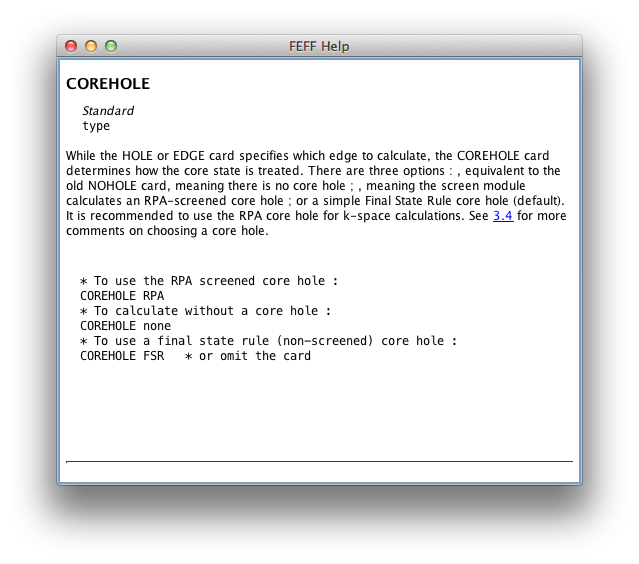 FEFF Help
COREHOLE
Standard
type
While the HOLE or EDGE card specifies which edge to calculate, the COREHOLE card
determines how the core state is treated. There are three options : , equivalent to the
old NOHOLE card, meaning there is no core hole ; , meaning the screen module
calculates an RPA-screened core hole ; or a simple Final State Rule core hole (default).
It is recommended to use the RPA core hole for k-space calculations. See 3.4 for more
comments on choosing a core hole.
* To use the RPA screened core hole :
COREHOLE RPA
* To calculate without a core hole :
COREHOLE none
* To use a final state rule (non-screened) core hole :
COREHOLE FSR   * or omit the card